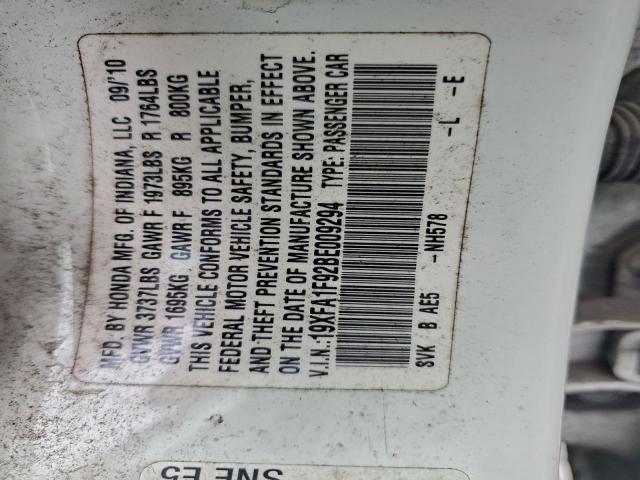 MFD. BY HONDA MFG. OF INDIANA, LLC 09/'10
GVWR 3737LBS GAWR F 1973LBS R 1764LBS
GVWR 1695KG GAWR F 895KG R 800KG
THIS VEHICLE CONFORMS TO ALL APPLICABLE
FEDERAL MOTOR VEHICLE SAFETY, BUMPER,
AND THEFT PREVENTION STANDARDS IN EFFECT
ON THE DATE OF MANUFACTURE SHOWN ABOVE.
V.I.N.:19XFA1F92BE009294 TYPE: PASSENGER CAR
SVK B AE5 -NH578 -L -E
SNE E5